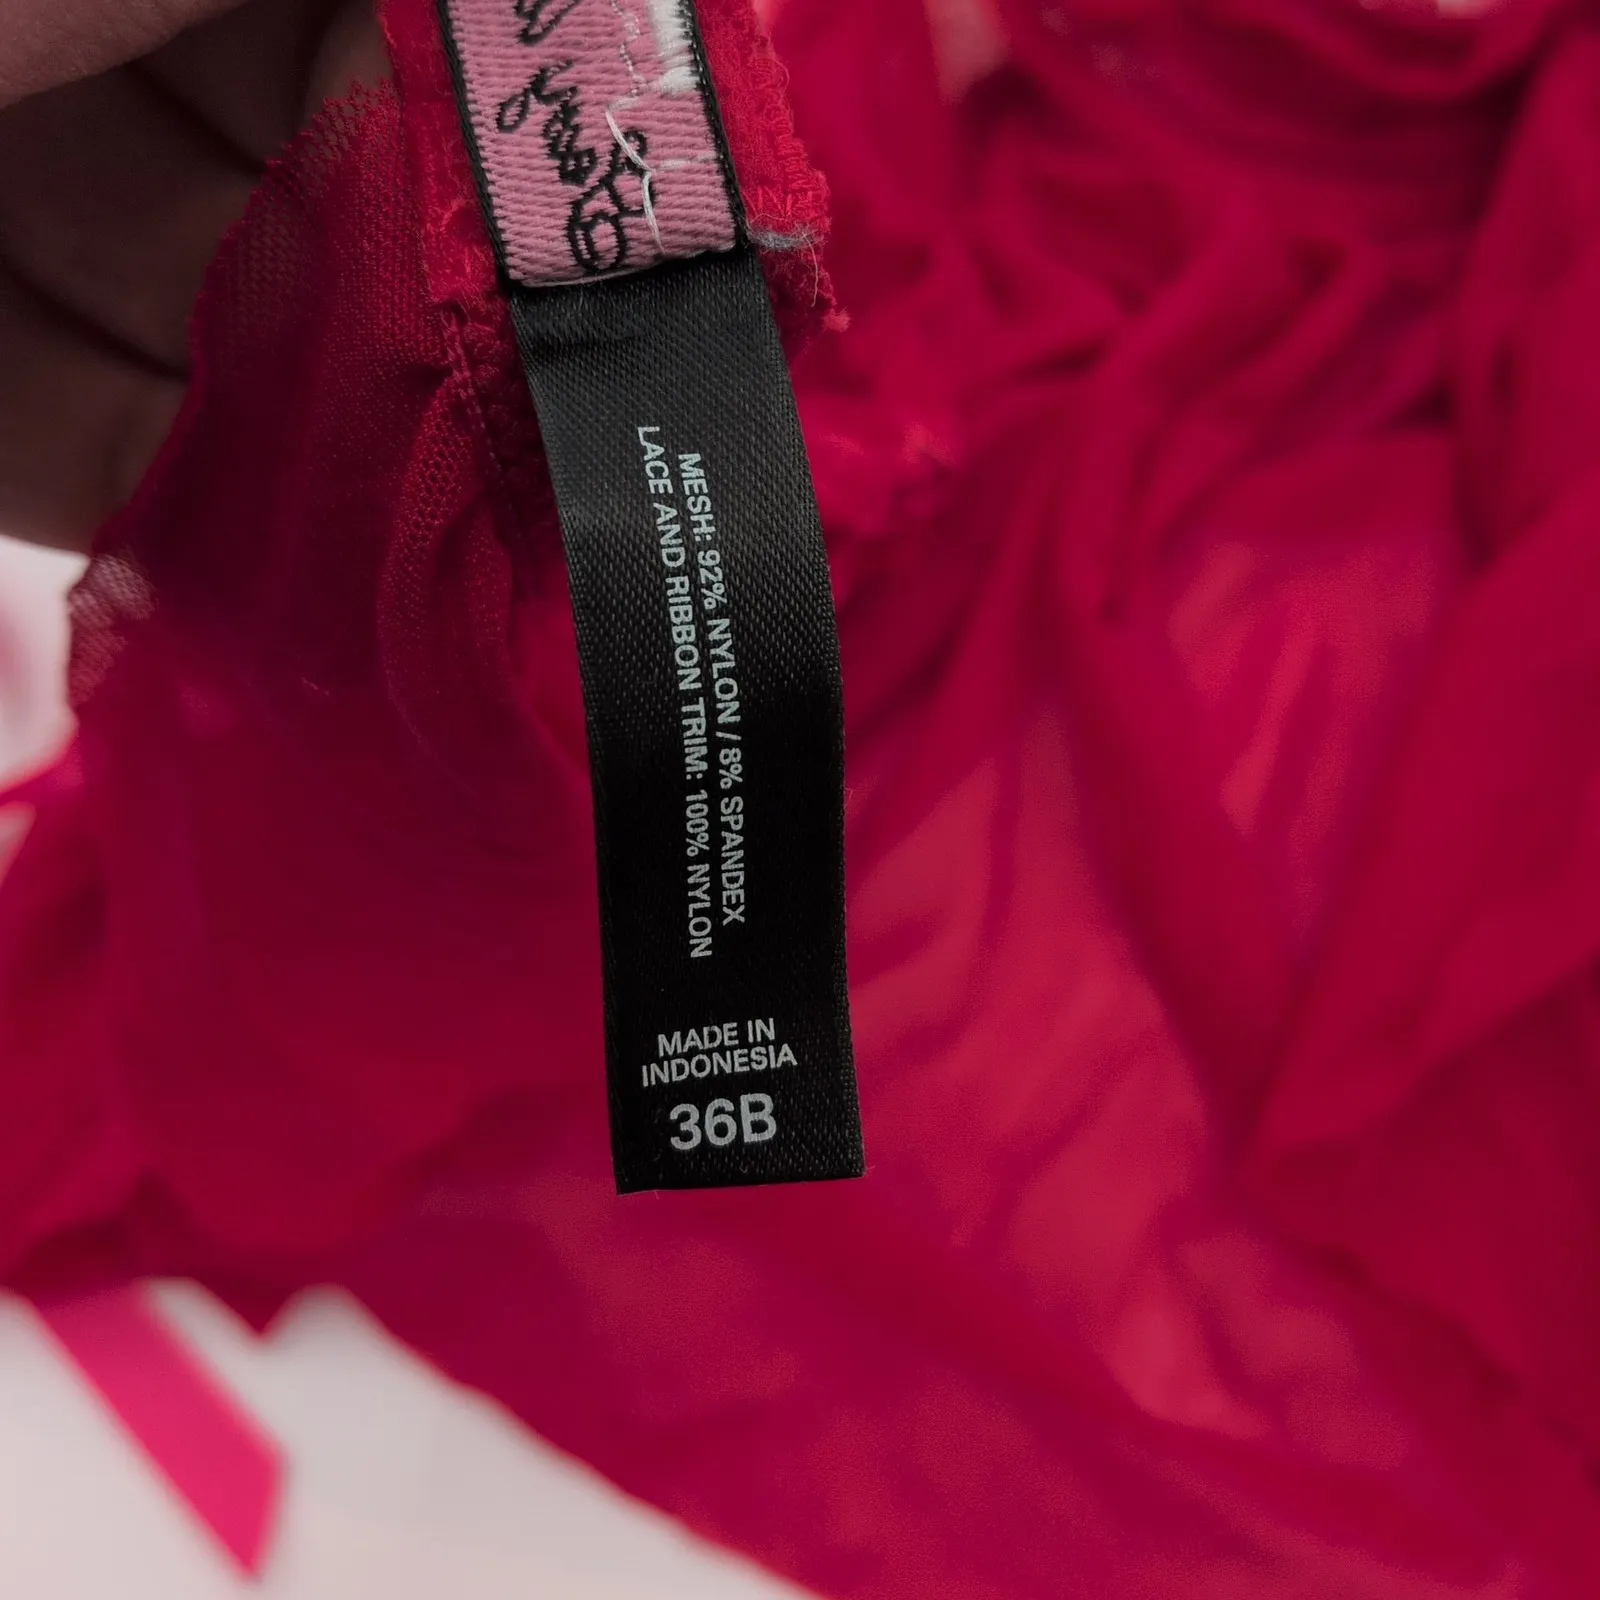 MESH: 92% NYLON / 8% SPANDEX
LACE AND RIBBON TRIM: 100% NYLON
MADE IN
INDONESIA
36B